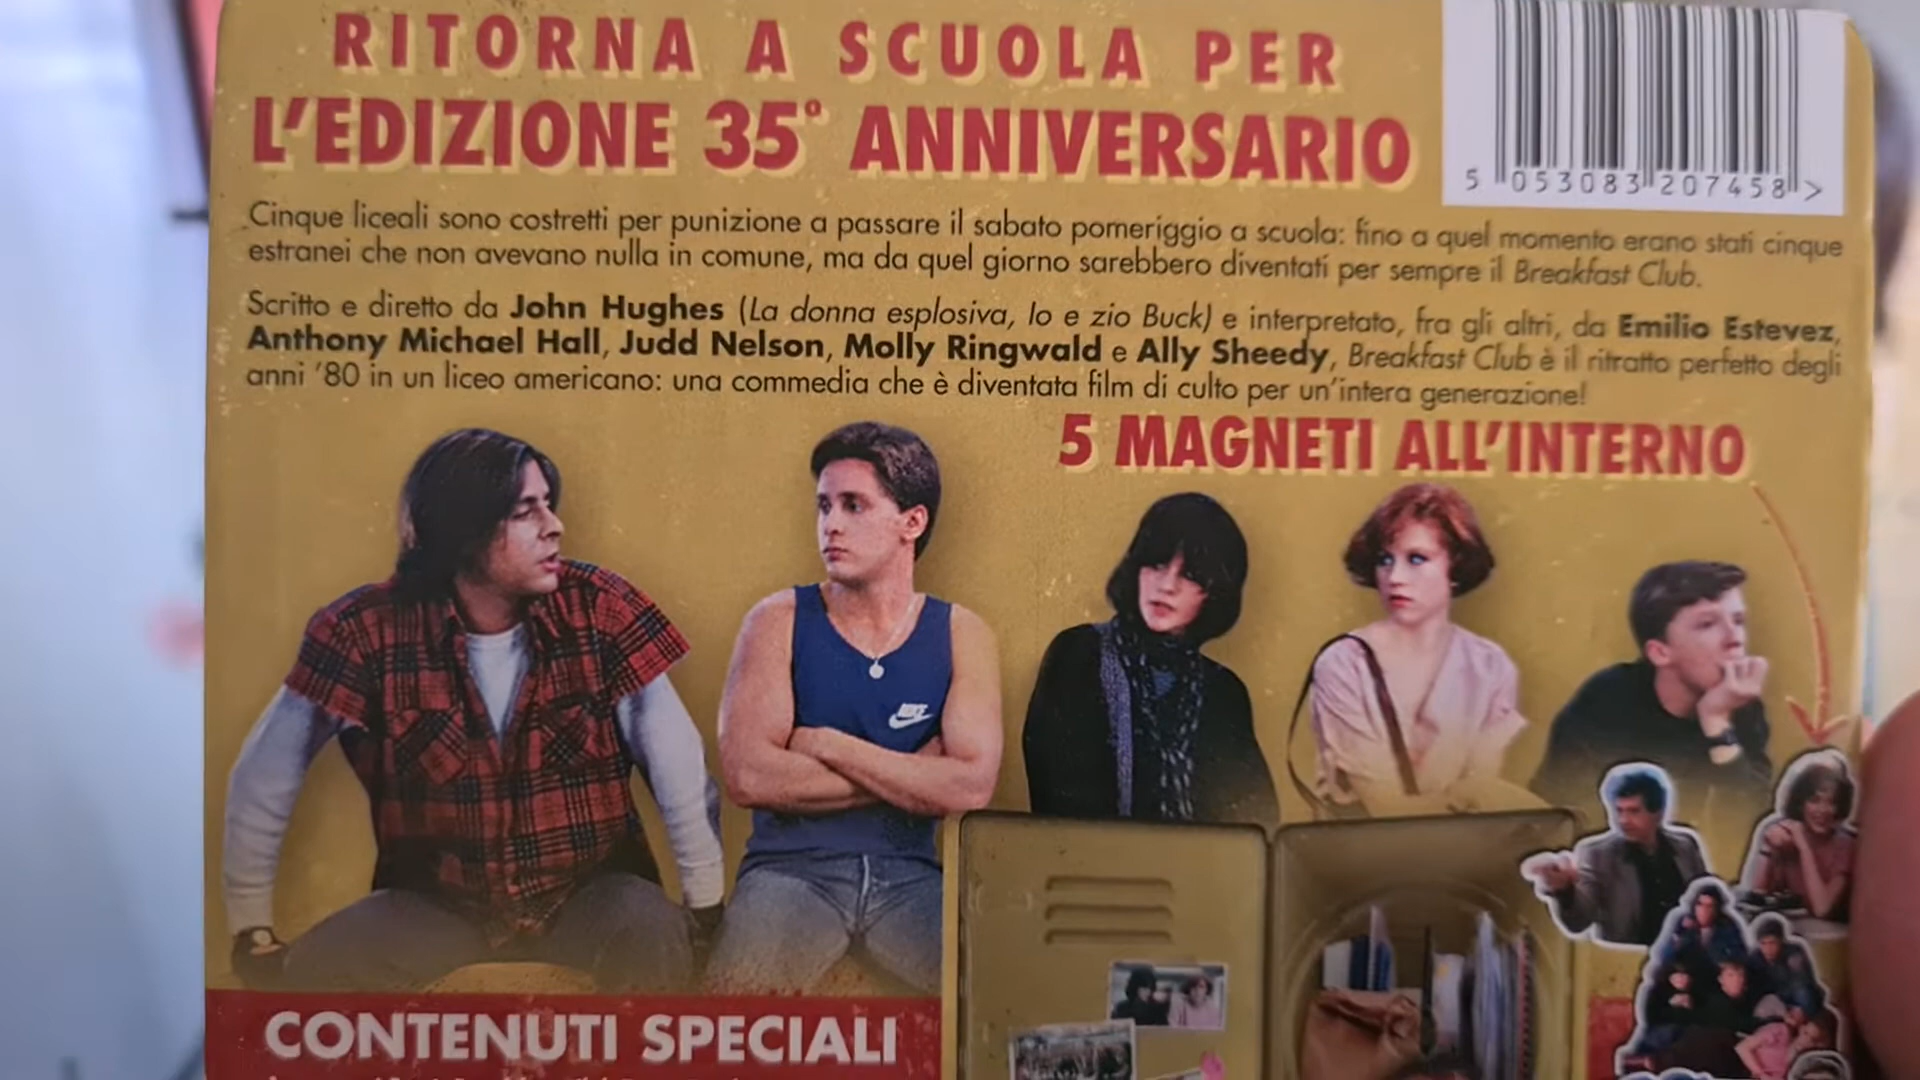 RITORNA A SCUOLA PER
L'EDIZIONE 35° ANNIVERSARIO
5 053083 207458 >
Cinque liceali sono costretti per punizione a passare il sabato pomeriggio a scuola: fino a quel momento erano stati cinque
estranei che non avevano nulla in comune, ma da quel giorno sarebbero diventati per sempre il Breakfast Club.
Scritto e diretto da John Hughes (La donna esplosiva, Io e zio Buck) e interpretato, fra gli altri, da Emilio Estevez,
Anthony Michael Hall, Judd Nelson, Molly Ringwald e Ally Sheedy, Breakfast Club è il ritratto perfetto degli
anni '80 in un liceo americano: una commedia che è diventata film di culto per un'intera generazione!
5 MAGNETI ALL'INTERNO
NIKE
CONTENUTI SPECIALI